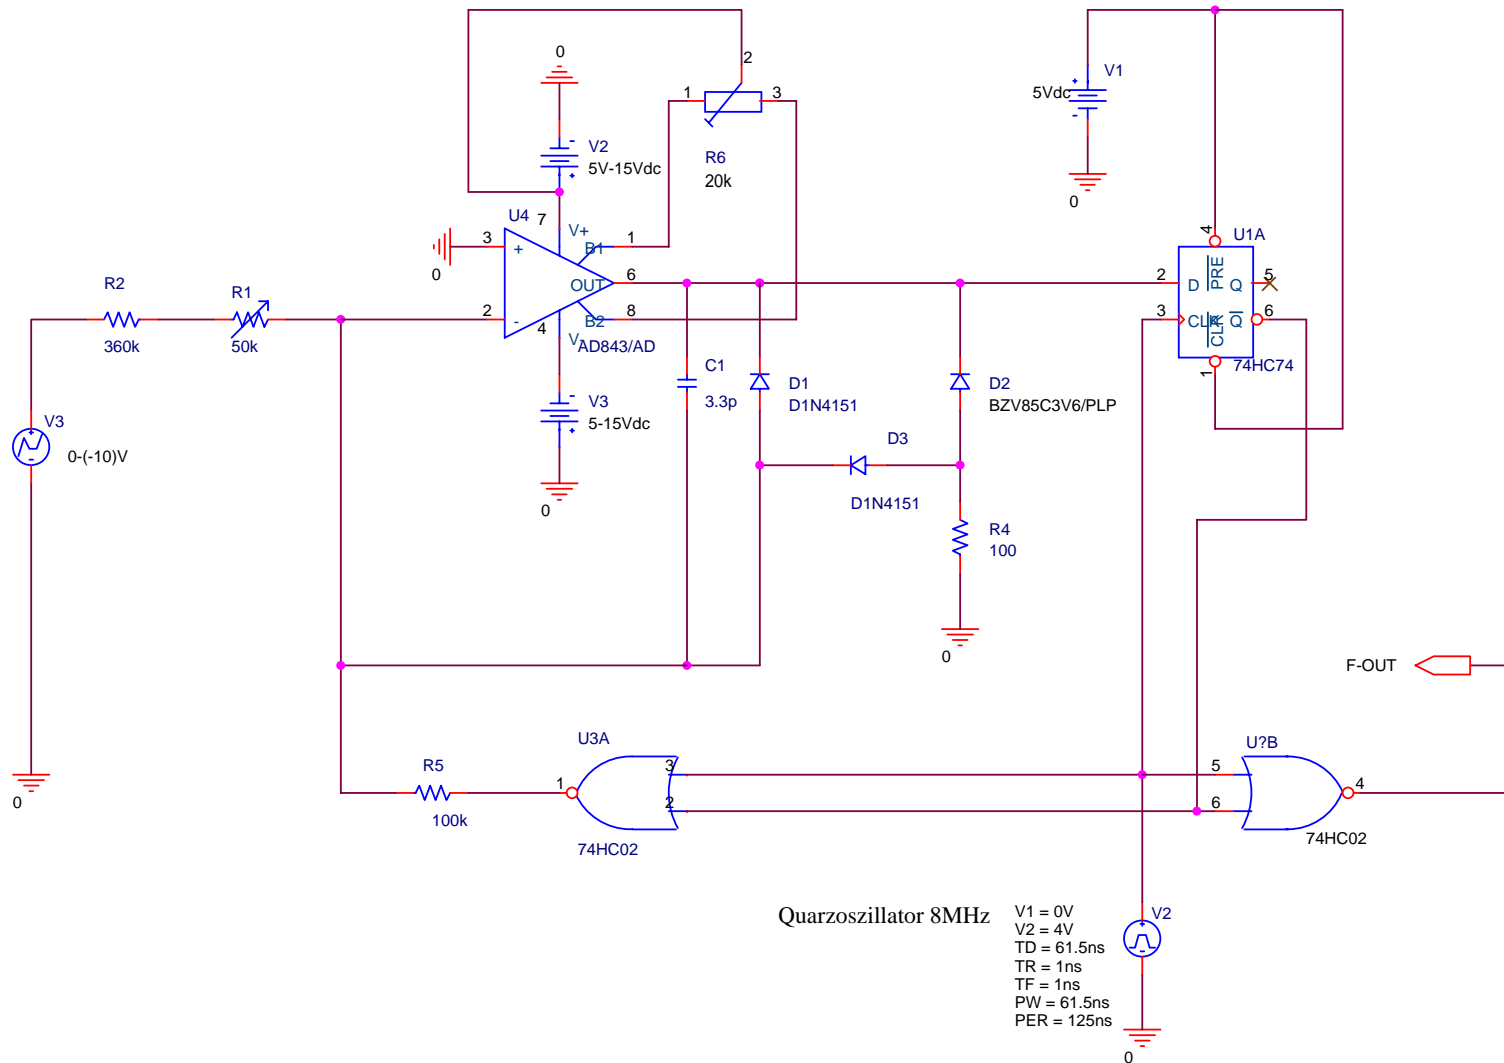 0
2
1
3
V2
5V-15Vdc
R6
20k
V1
5Vdc
0
U4
7
V+
3
+
B1
1
0
OUT
6
2
-
B2
8
4
V-
AD843/AD
R2
360k
R1
50k
V3
0-(-10)V
0
V3
5-15Vdc
0
C1
3.3p
D1
D1N4151
D2
BZV85C3V6/PLP
D3
D1N4151
R4
100
0
4
U1A
2
D
PRE
Q
5
3
CLK
CLR
Q
6
1
74HC74
F-OUT
U3A
3
2
1
74HC02
R5
100k
U?B
5
6
4
74HC02
Quarzoszillator 8MHz
V1 = 0V
V2 = 4V
TD = 61.5ns
TR = 1ns
TF = 1ns
PW = 61.5ns
PER = 125ns
V2
0